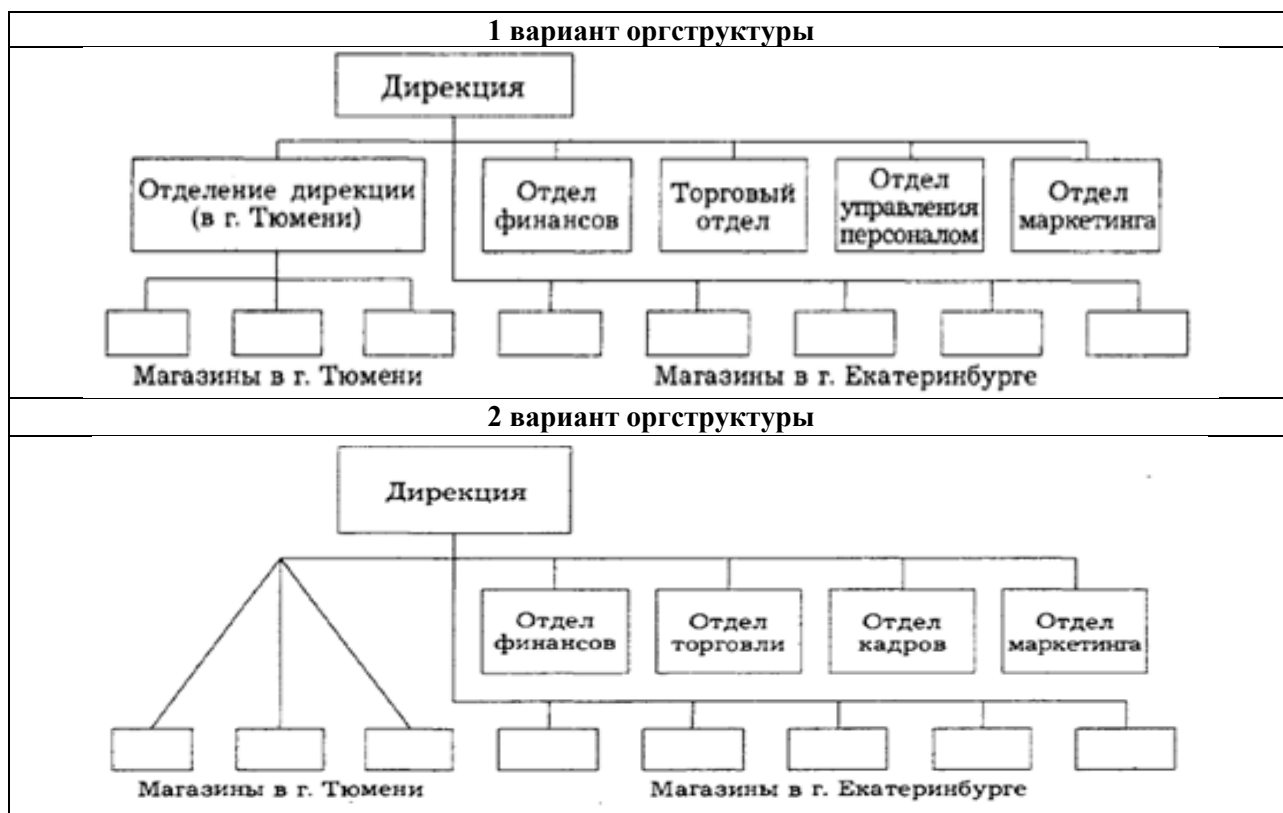 1 вариант оргструктуры
Дирекция
Отделение дирекции
(в г. Тюмени)
Отдел
финансов
Торговый
отдел
Отдел
управления
персоналом
Отдел
маркетинга
Магазины в г. Тюмени
Магазины в г. Екатеринбурге
2 вариант оргструктуры
Дирекция
Отдел
финансов
Отдел
торговли
Отдел
кадров
Отдел
маркетинга
Магазины в г. Тюмени
Магазины в г. Екатеринбурге